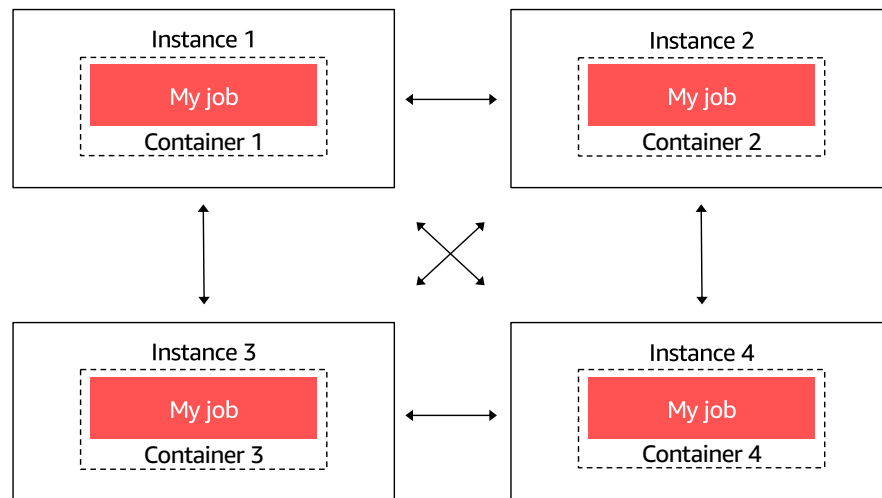 Instance 1
My job
Container 1
Instance 2
My job
Container 2
Instance 3
My job
Container 3
Instance 4
My job
Container 4